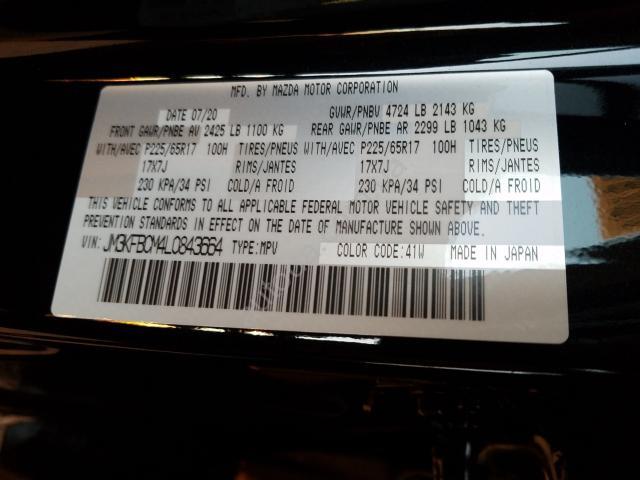 MFD. BY MAZDA MOTOR CORPORATION
DATE 07/20 GVWR/PNBV 4724 LB 2143 KG
FRONT GAWR/PNBE AV 2425 LB 1100 KG REAR GAWR/PNBE AR 2299 LB 1043 KG
WITH/AVEC P225/65R17 100H TIRES/PNEUS WITH/AVEC P225/65R17 100H TIRES/PNEUS
17X7J RIMS/JANTES 17X7J RIMS/JANTES
230 KPA/34 PSI COLD/A FROID 230 KPA/34 PSI COLD/A FROID
THIS VEHICLE CONFORMS TO ALL APPLICABLE FEDERAL MOTOR VEHICLE SAFETY AND THEFT
PREVENTION STANDARDS IN EFFECT ON THE DATE OF MANUFACTURE SHOWN ABOVE.
VIN: JM3KFBCM4L0843654 TYPE:MPV COLOR CODE:41W MADE IN JAPAN